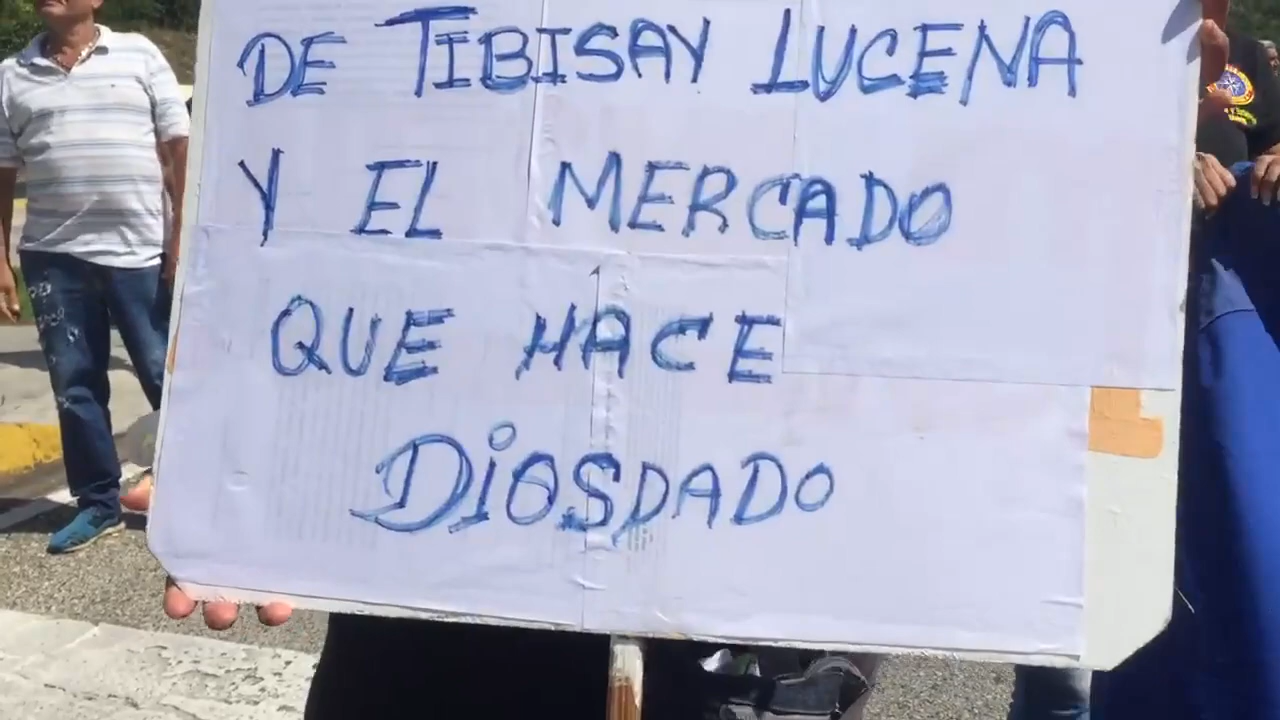 DE TIBISAY LUCENA
Y EL MERCADO
QUE HACE
DIOSDADO